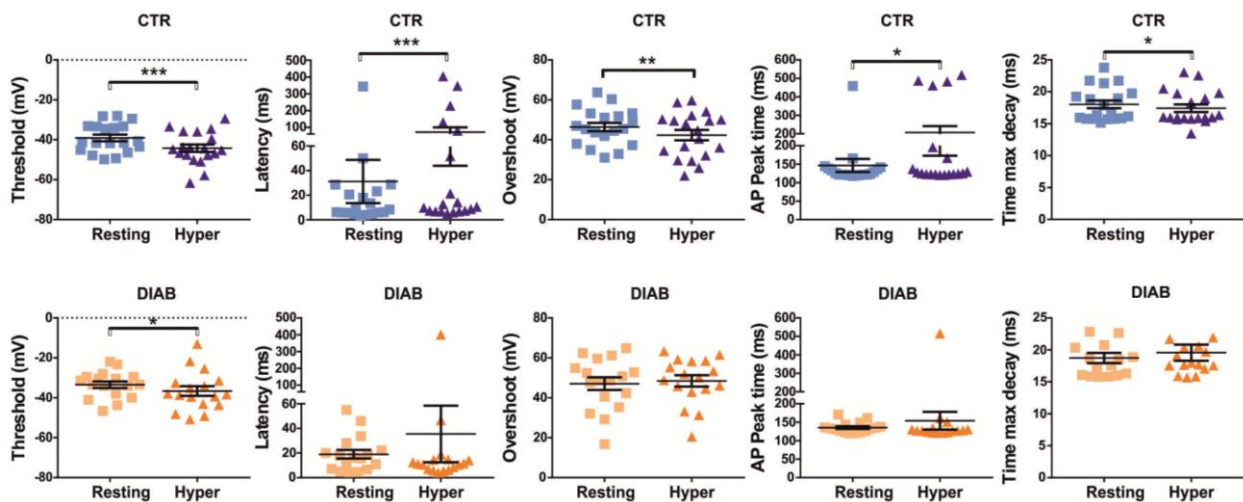 CTR
Threshold (mV)
0
-20
-40
-60
-80
***
Resting Hyper
CTR
Latency (ms)
500
400
300
200
100
60
40
20
0
***
Resting Hyper
CTR
Overshoot (mV)
80
60
40
20
0
**
Resting Hyper
CTR
AP Peak time (ms)
600
500
400
300
200
150
100
50
0
*
Resting Hyper
CTR
Time max decay (ms)
25
20
15
10
5
0
*
Resting Hyper
DIAB
Threshold (mV)
0
-20
-40
-60
-80
*
Resting Hyper
DIAB
Latency (ms)
500
400
300
200
100
60
40
20
0
Resting Hyper
DIAB
Overshoot (mV)
80
60
40
20
0
Resting Hyper
DIAB
AP Peak time (ms)
600
500
400
300
200
150
100
50
0
Resting Hyper
DIAB
Time max decay (ms)
25
20
15
10
5
0
Resting Hyper